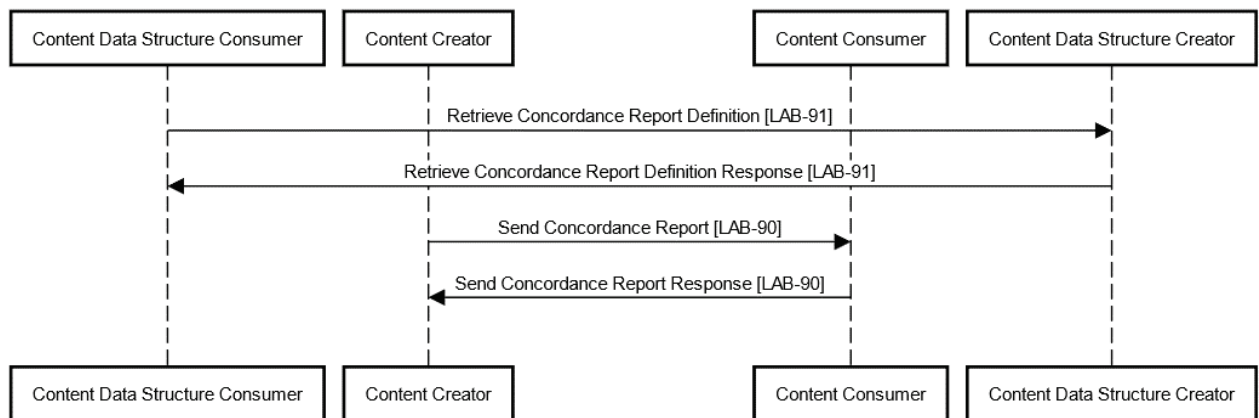 Content Data Structure Consumer
Content Creator
Content Consumer
Content Data Structure Creator
Retrieve Concordance Report Definition [LAB-91]
Retrieve Concordance Report Definition Response [LAB-91]
Send Concordance Report [LAB-90]
Send Concordance Report Response [LAB-90]
Content Data Structure Consumer
Content Creator
Content Consumer
Content Data Structure Creator